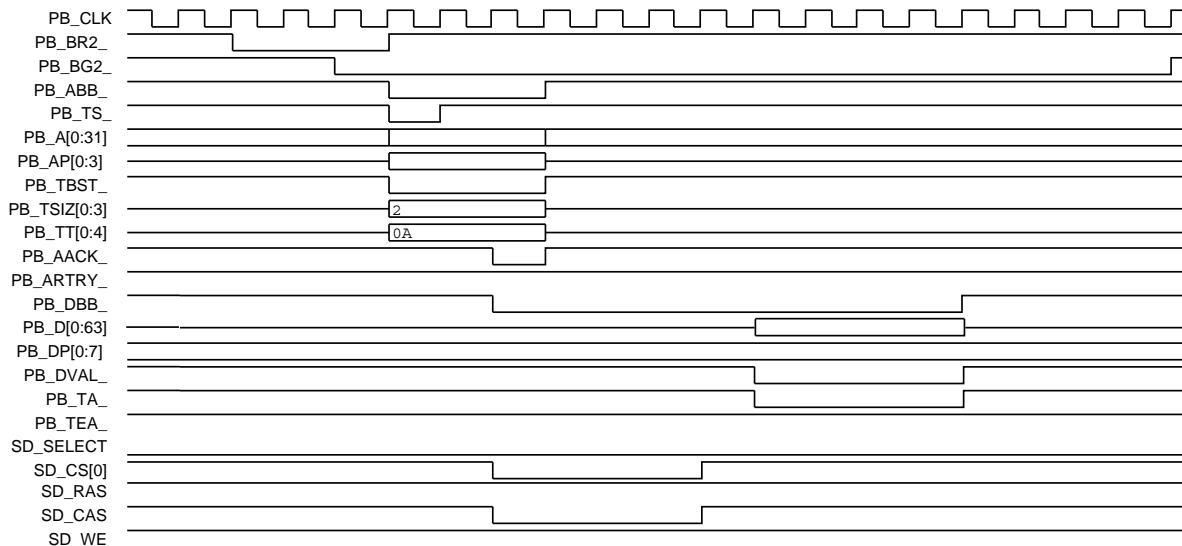 PB_CLK
PB_BR2_
PB_BG2_
PB_ABB_
PB_TS_
PB_A[0:31]
PB_AP[0:3]
PB_TBST_
PB_TSIZ[0:3] 2
PB_TT[0:4] 0A
PB_AACK_
PB_ARTRY_
PB_DBB_
PB_D[0:63]
PB_DP[0:7]
PB_DVAL_
PB_TA_
PB_TEA_
SD_SELECT
SD_CS[0]
SD_RAS
SD_CAS
SD_WE